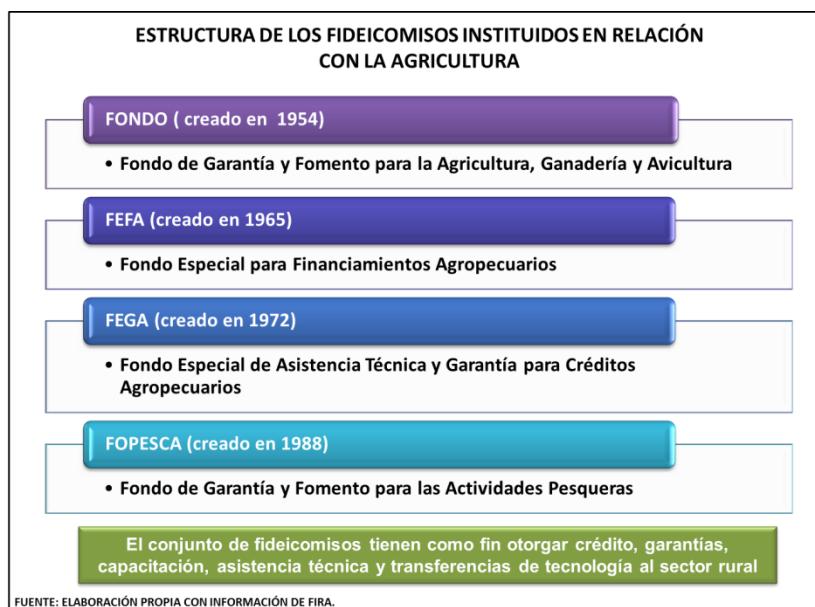 ESTRUCTURA DE LOS FIDEICOMISOS INSTITUIDOS EN RELACIÓN
CON LA AGRICULTURA
FONDO ( creado en 1954)
• Fondo de Garantía y Fomento para la Agricultura, Ganadería y Avicultura
FEFA (creado en 1965)
• Fondo Especial para Financiamientos Agropecuarios
FEGA (creado en 1972)
• Fondo Especial de Asistencia Técnica y Garantía para Créditos
Agropecuarios
FOPESCA (creado en 1988)
• Fondo de Garantía y Fomento para las Actividades Pesqueras
El conjunto de fideicomisos tienen como fin otorgar crédito, garantías,
capacitación, asistencia técnica y transferencias de tecnología al sector rural
FUENTE: ELABORACIÓN PROPIA CON INFORMACIÓN DE FIRA.